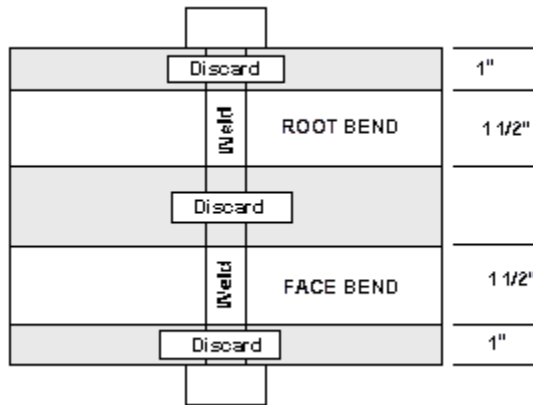 Discard 1"
Weld ROOT BEND 1 1/2"
Discard
Weld FACE BEND 1 1/2"
Discard 1"